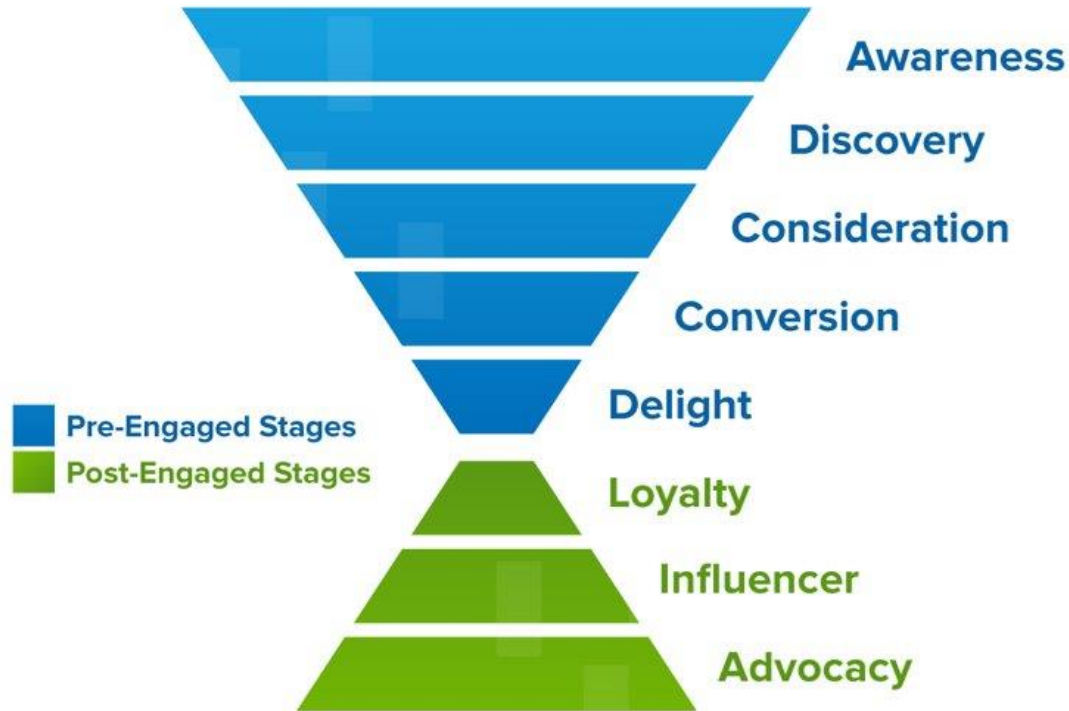 Awareness
Discovery
Consideration
Conversion
Delight
Pre-Engaged Stages
Post-Engaged Stages
Loyalty
Influencer
Advocacy